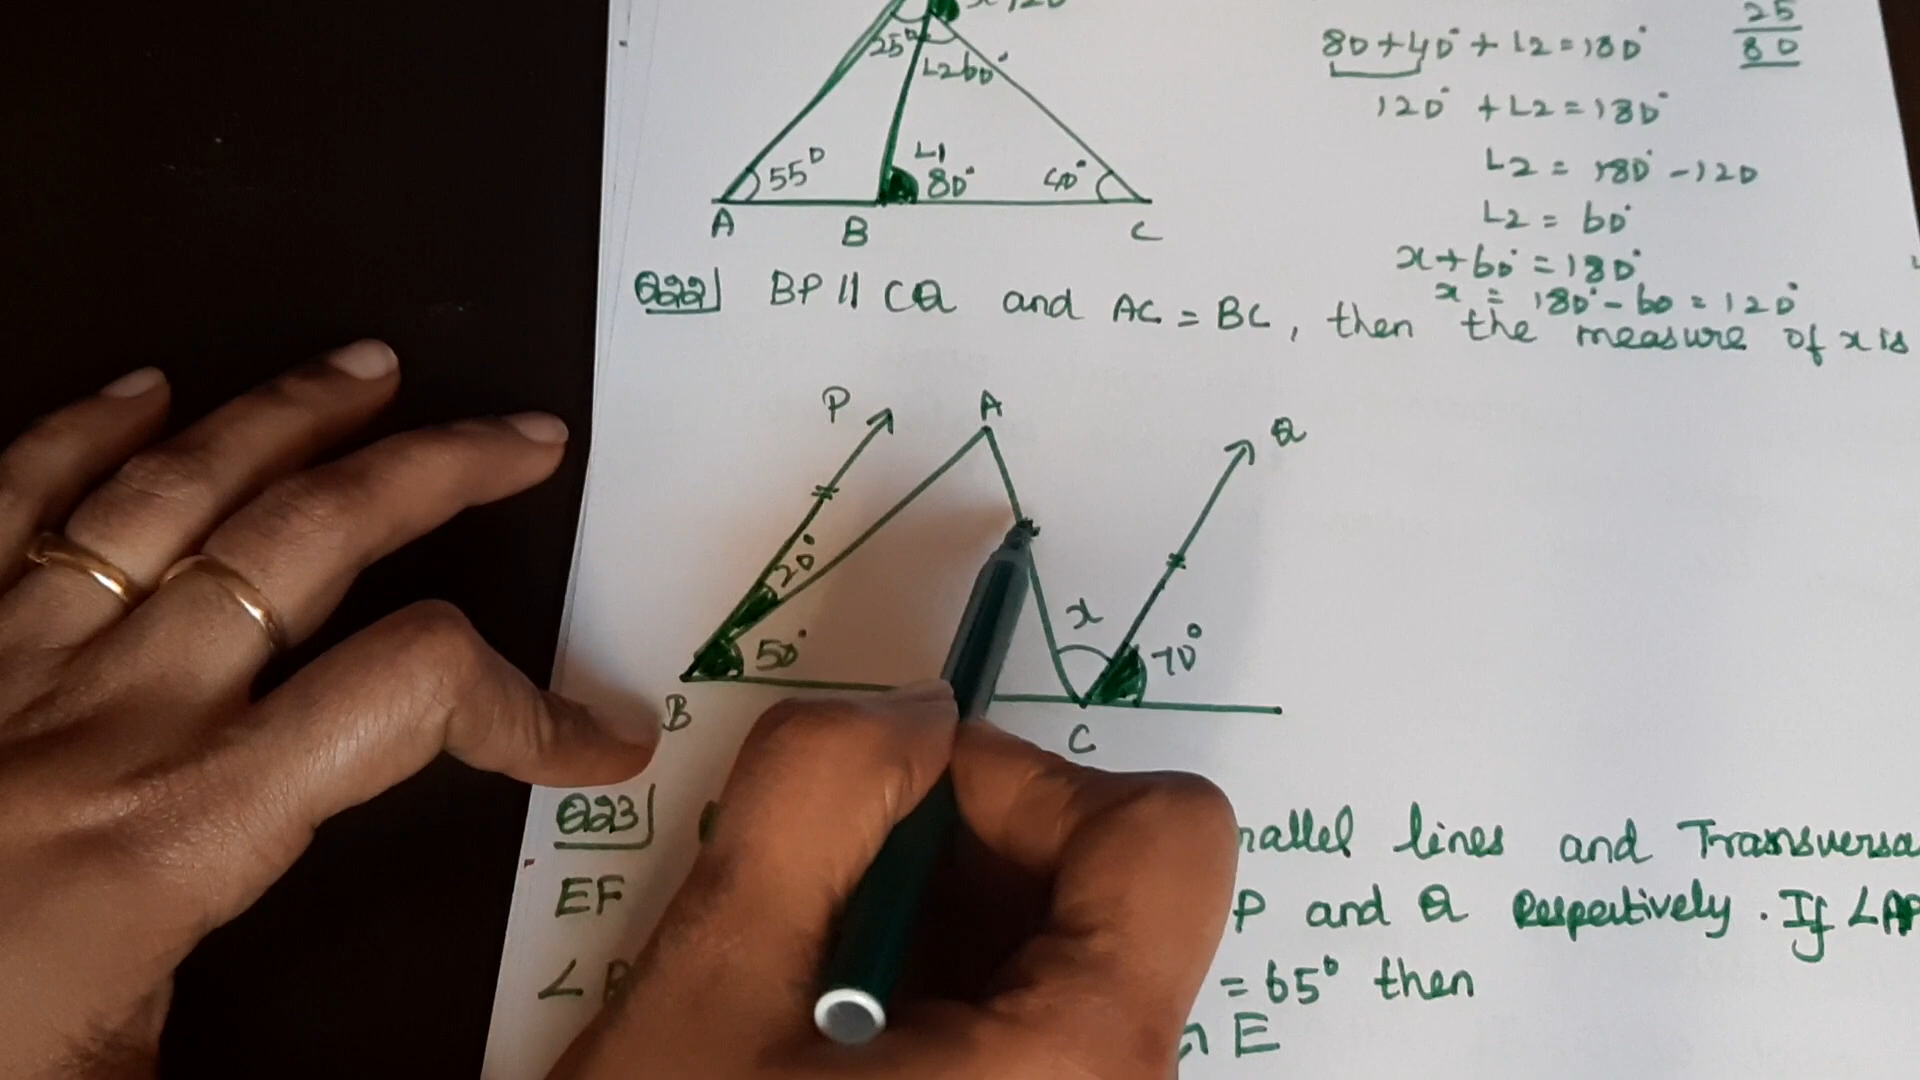 25°
∠2 60°
55°
∠1
80°
40°
A B C
25
80
80+40°+∠2=180°
120° +∠2=180°
∠2 = 180°-120
∠2 = 60°
x+60°=180°
x = 180°-60 = 120°
Q22| BP || CQ and AC = BC, then the measure of x is
P A Q
20°
50°
x
70°
B C
Q23| rallel lines and Transversa
EF P and Q Respectively. If ∠AP
∠ = 65° then
E